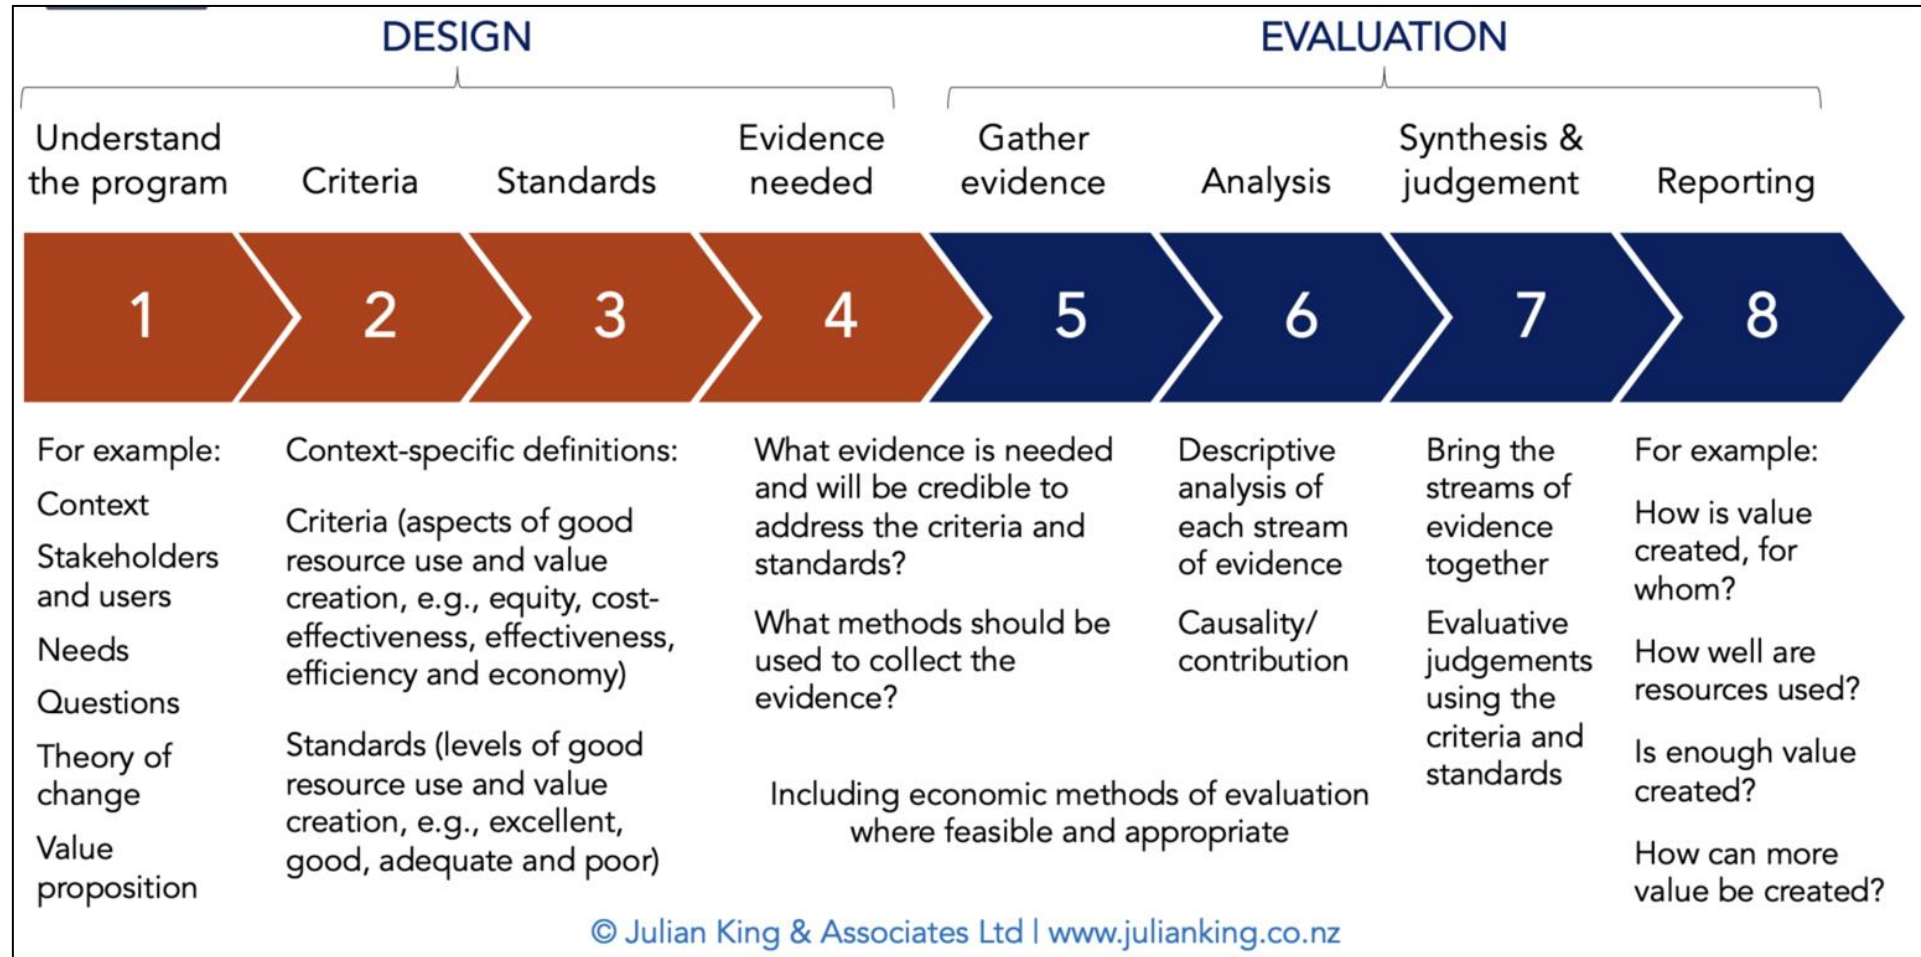 DESIGN
EVALUATION
Understand
the program
Criteria
Standards
Evidence
needed
Gather
evidence
Analysis
Synthesis &
judgement
Reporting
1
2
3
4
5
6
7
8
For example:
Context
Stakeholders
and users
Needs
Questions
Theory of
change
Value
proposition
Context-specific definitions:
Criteria (aspects of good
resource use and value
creation, e.g., equity, cost-
effectiveness, effectiveness,
efficiency and economy)
Standards (levels of good
resource use and value
creation, e.g., excellent,
good, adequate and poor)
What evidence is needed
and will be credible to
address the criteria and
standards?
What methods should be
used to collect the
evidence?
Descriptive
analysis of
each stream
of evidence
Causality/
contribution
Including economic methods of evaluation
where feasible and appropriate
Bring the
streams of
evidence
together
Evaluative
judgements
using the
criteria and
standards
For example:
How is value
created, for
whom?
How well are
resources used?
Is enough value
created?
How can more
value be created?
© Julian King & Associates Ltd | www.julianking.co.nz